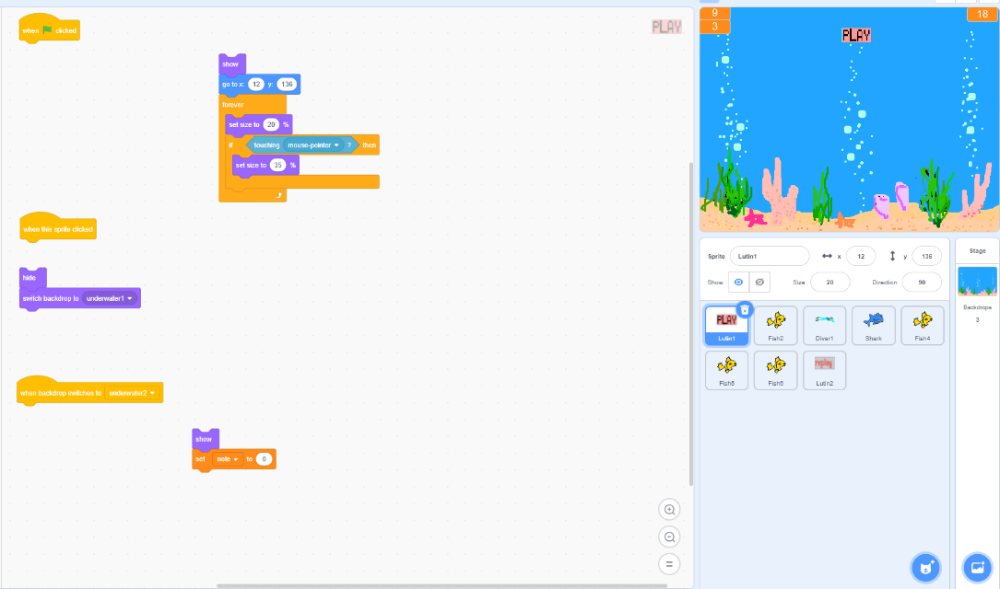 when clicked
show
go to x: 12 y: 136
forever
set size to 20 %
if touching mouse-pointer ? then
set size to 35 %
when this sprite clicked
hide
switch backdrop to underwater1
when backdrop switches to underwater2
show
set note to 0
PLAY
9
3
18
PLAY
Sprite Lutin1 x 12 y 136
Show Size 20 Direction 90
PLAY
Lutin1
Fish2
Diver1
Shark
Fish4
Fish5
Fish6
replay
Lutin2
Stage
Backdrops
3